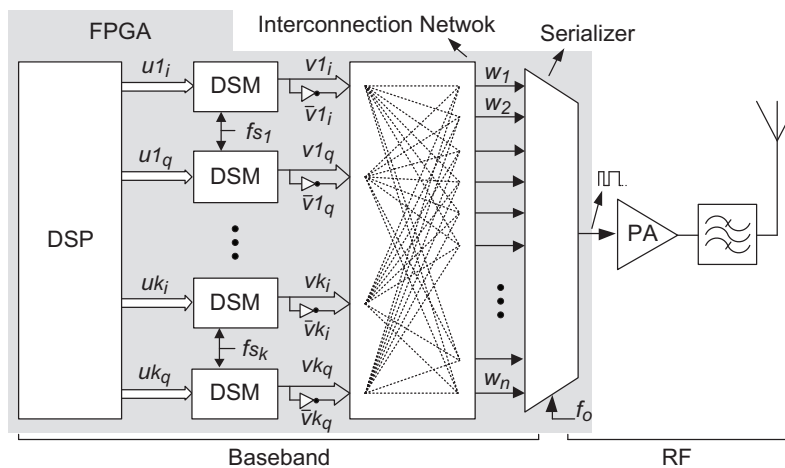 FPGA
Interconnection Netwok
Serializer
DSP
u1i
DSM
v1i
v̄1i
fs1
u1q
DSM
v1q
v̄1q
uki
DSM
vki
v̄ki
fsk
ukq
DSM
vkq
v̄kq
w1
w2
wn
fo
PA
Baseband
RF